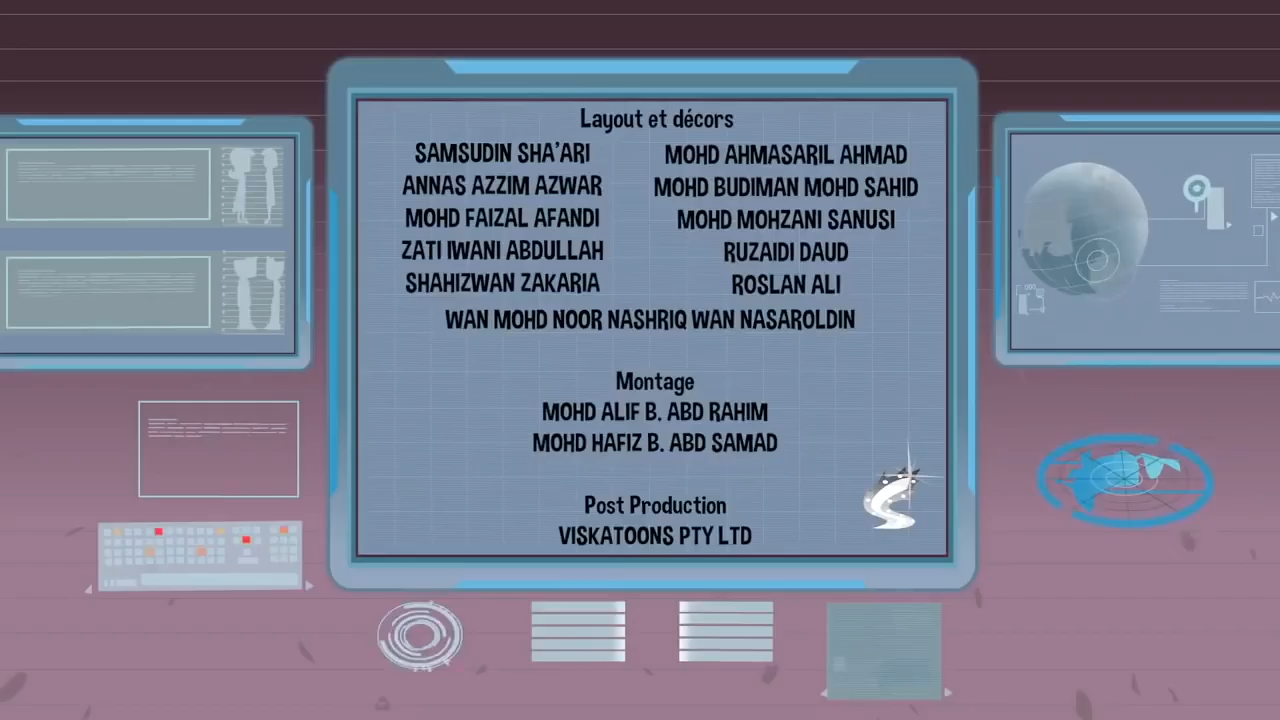 Layout et décors
SAMSUDIN SHA'ARI MOHD AHMASARIL AHMAD
ANNAS AZZIM AZWAR MOHD BUDIMAN MOHD SAHID
MOHD FAIZAL AFANDI MOHD MOHZANI SANUSI
ZATI IWANI ABDULLAH RUZAIDI DAUD
SHAHIZWAN ZAKARIA ROSLAN ALI
WAN MOHD NOOR NASHRIQ WAN NASAROLDIN
Montage
MOHD ALIF B. ABD RAHIM
MOHD HAFIZ B. ABD SAMAD
Post Production
VISKATOONS PTY LTD